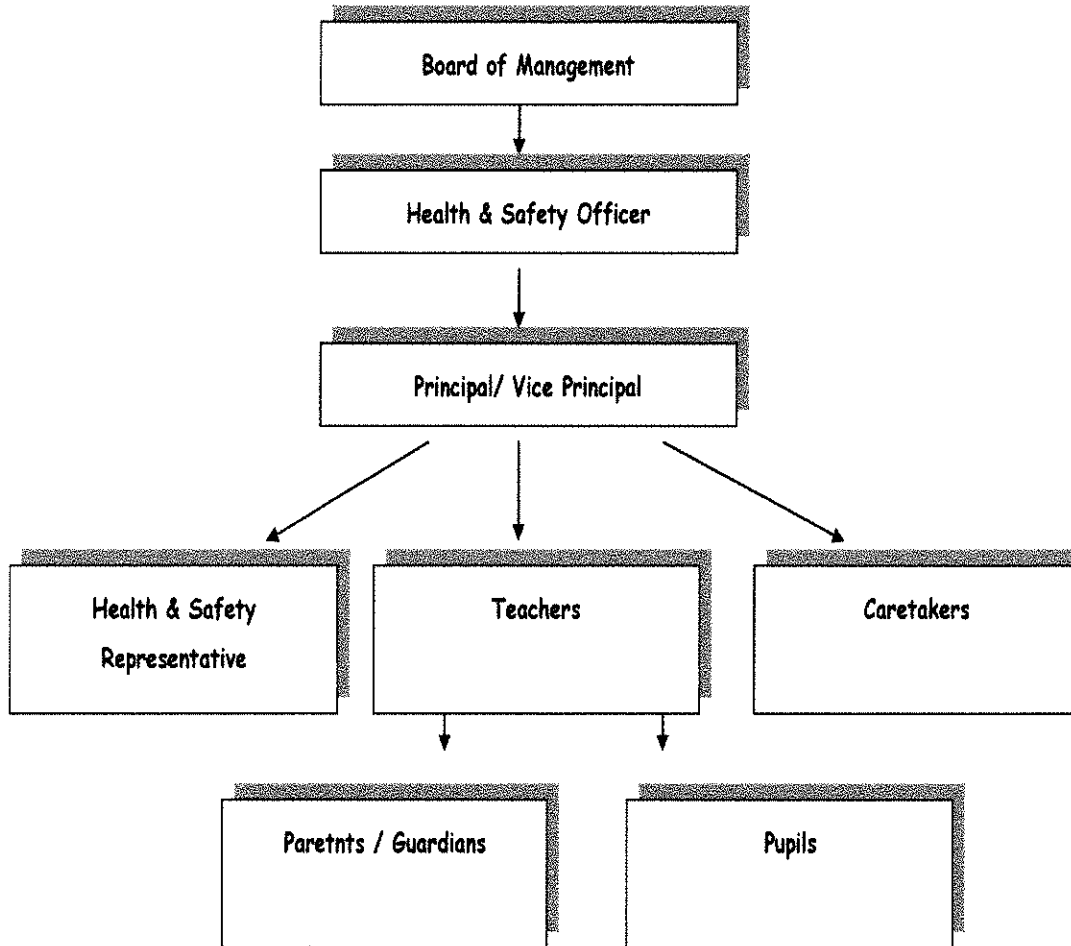 Board of Management
Health & Safety Officer
Principal/ Vice Principal
Health & Safety
Representative
Teachers
Caretakers
Paretnts / Guardians
Pupils